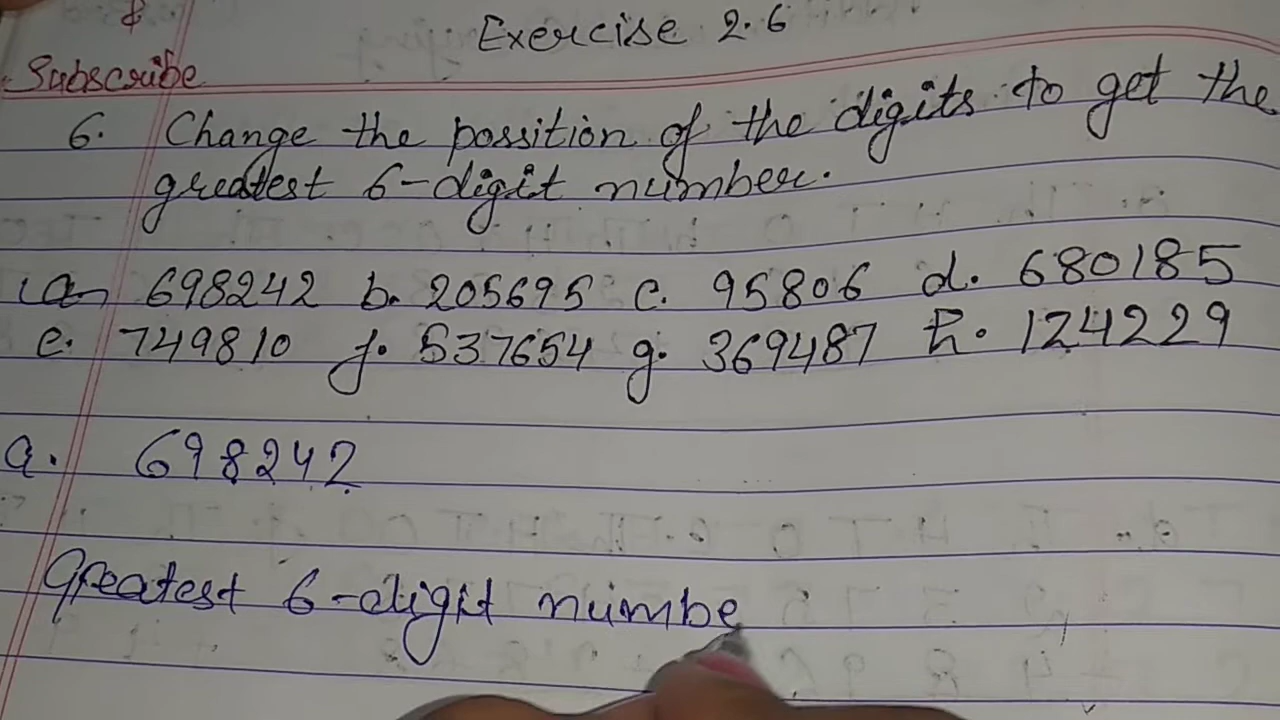 &
Exercise 2.6
Subscribe
6. Change the possition of the digits to get the
greatest 6-digit number.
a 698242 b. 205695 c. 95806 d. 680185
e. 749810 f. 537654 g. 369487 h. 124229
a. 698242
Greatest 6-digit numbe